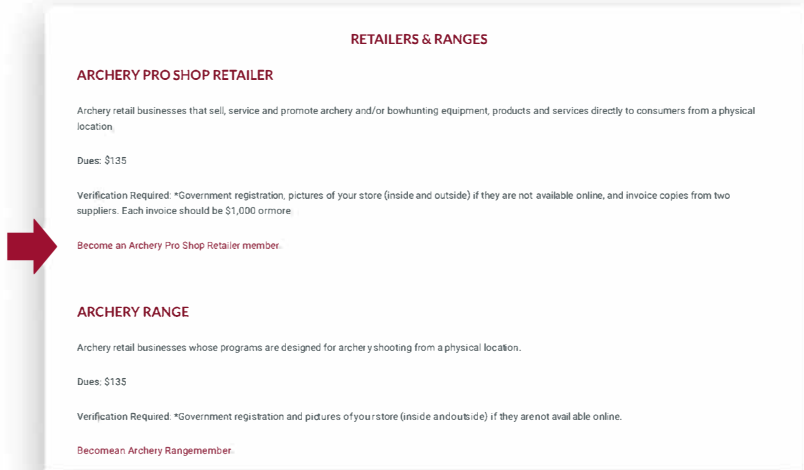 RETAILERS & RANGES
ARCHERY PRO SHOP RETAILER
Archery retail businesses that sell, service and promote archery and/or bowhunting equipment, products and services directly to consumers from a physical
location.
Dues: $135
Verification Required: *Government registration, pictures of your store (inside and outside) if they are not available online, and invoice copies from two
suppliers. Each invoice should be $1,000 ormore.
Become an Archery Pro Shop Retailer member.
ARCHERY RANGE
Archery retail businesses whose programs are designed for archery shooting from a physical location.
Dues: $135
Verification Required: *Government registration and pictures of your store (inside andoutside) if they arenot available online.
Becomean Archery Rangemember.